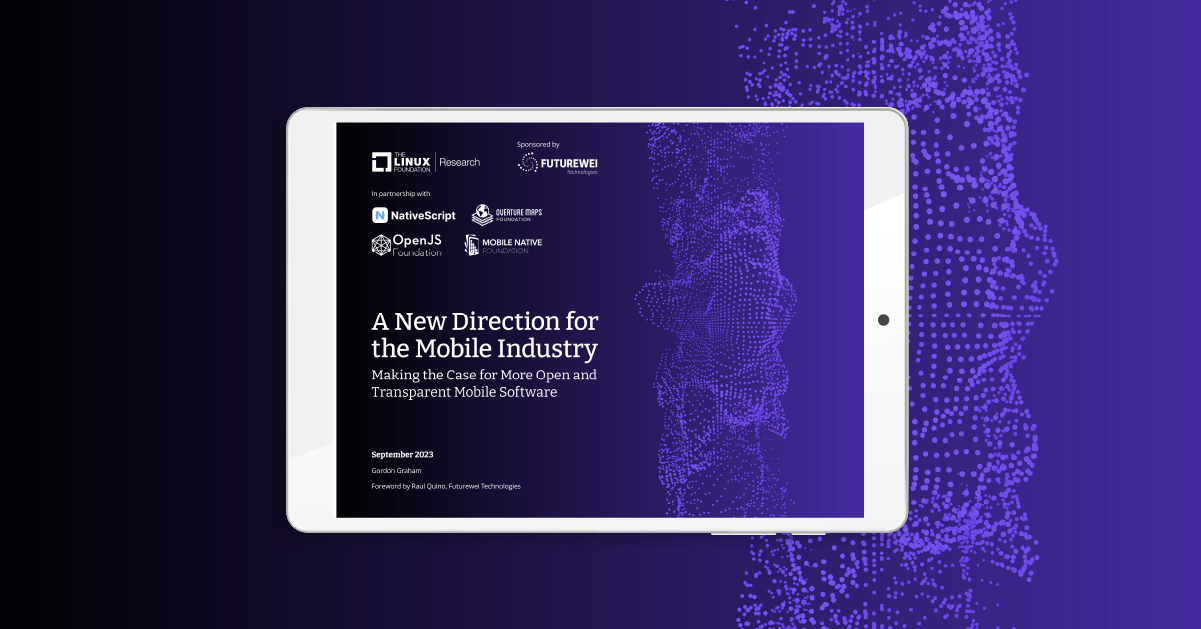 THE
LINUX
FOUNDATION
Research
Sponsored by
FUTUREWEI
Technologies
In partnership with
N NativeScript
OVERTURE MAPS
FOUNDATION
OpenJS
Foundation
MOBILE NATIVE
FOUNDATION
A New Direction for
the Mobile Industry
Making the Case for More Open and
Transparent Mobile Software
September 2023
Gordon Graham
Foreword by Raul Quino, Futurewei Technologies